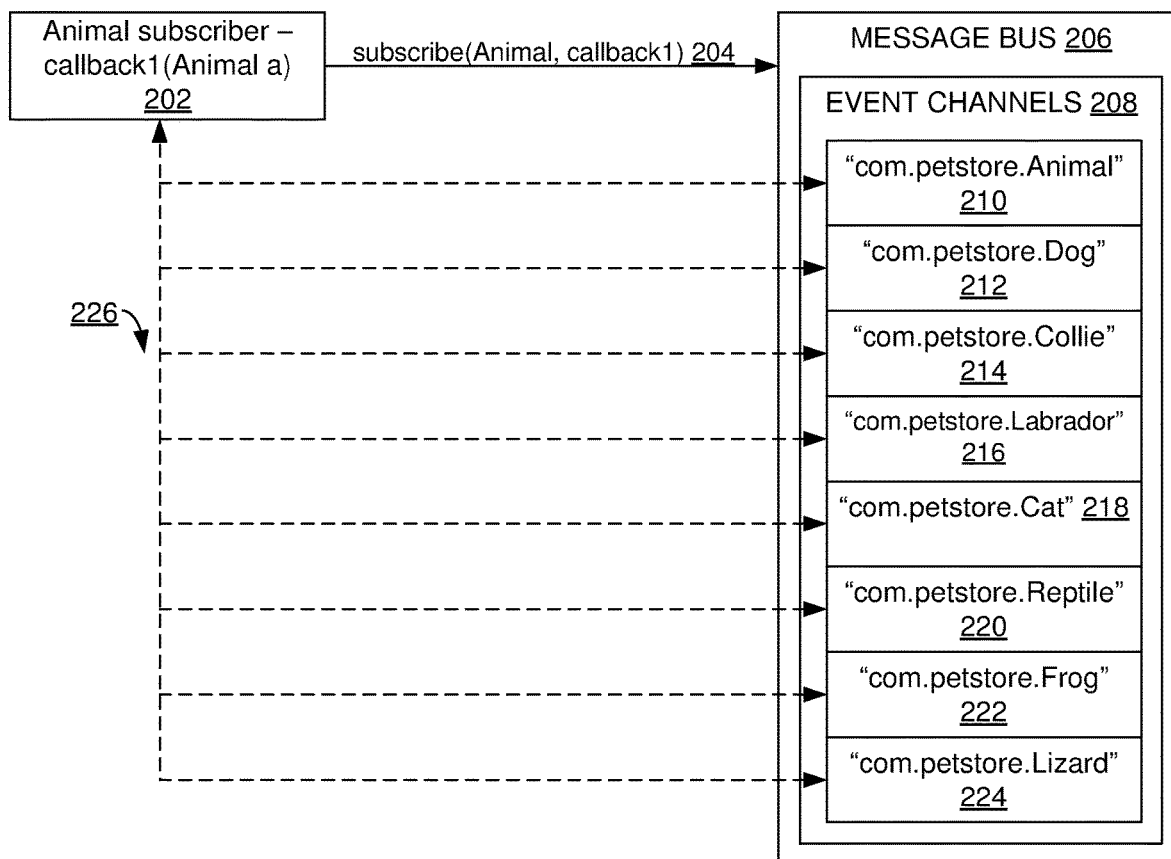 Animal subscriber –
callback1(Animal a)
202
subscribe(Animal, callback1) 204
MESSAGE BUS 206
EVENT CHANNELS 208
“com.petstore.Animal”
210
“com.petstore.Dog”
212
226
“com.petstore.Collie”
214
“com.petstore.Labrador”
216
“com.petstore.Cat” 218
“com.petstore.Reptile”
220
“com.petstore.Frog”
222
“com.petstore.Lizard”
224